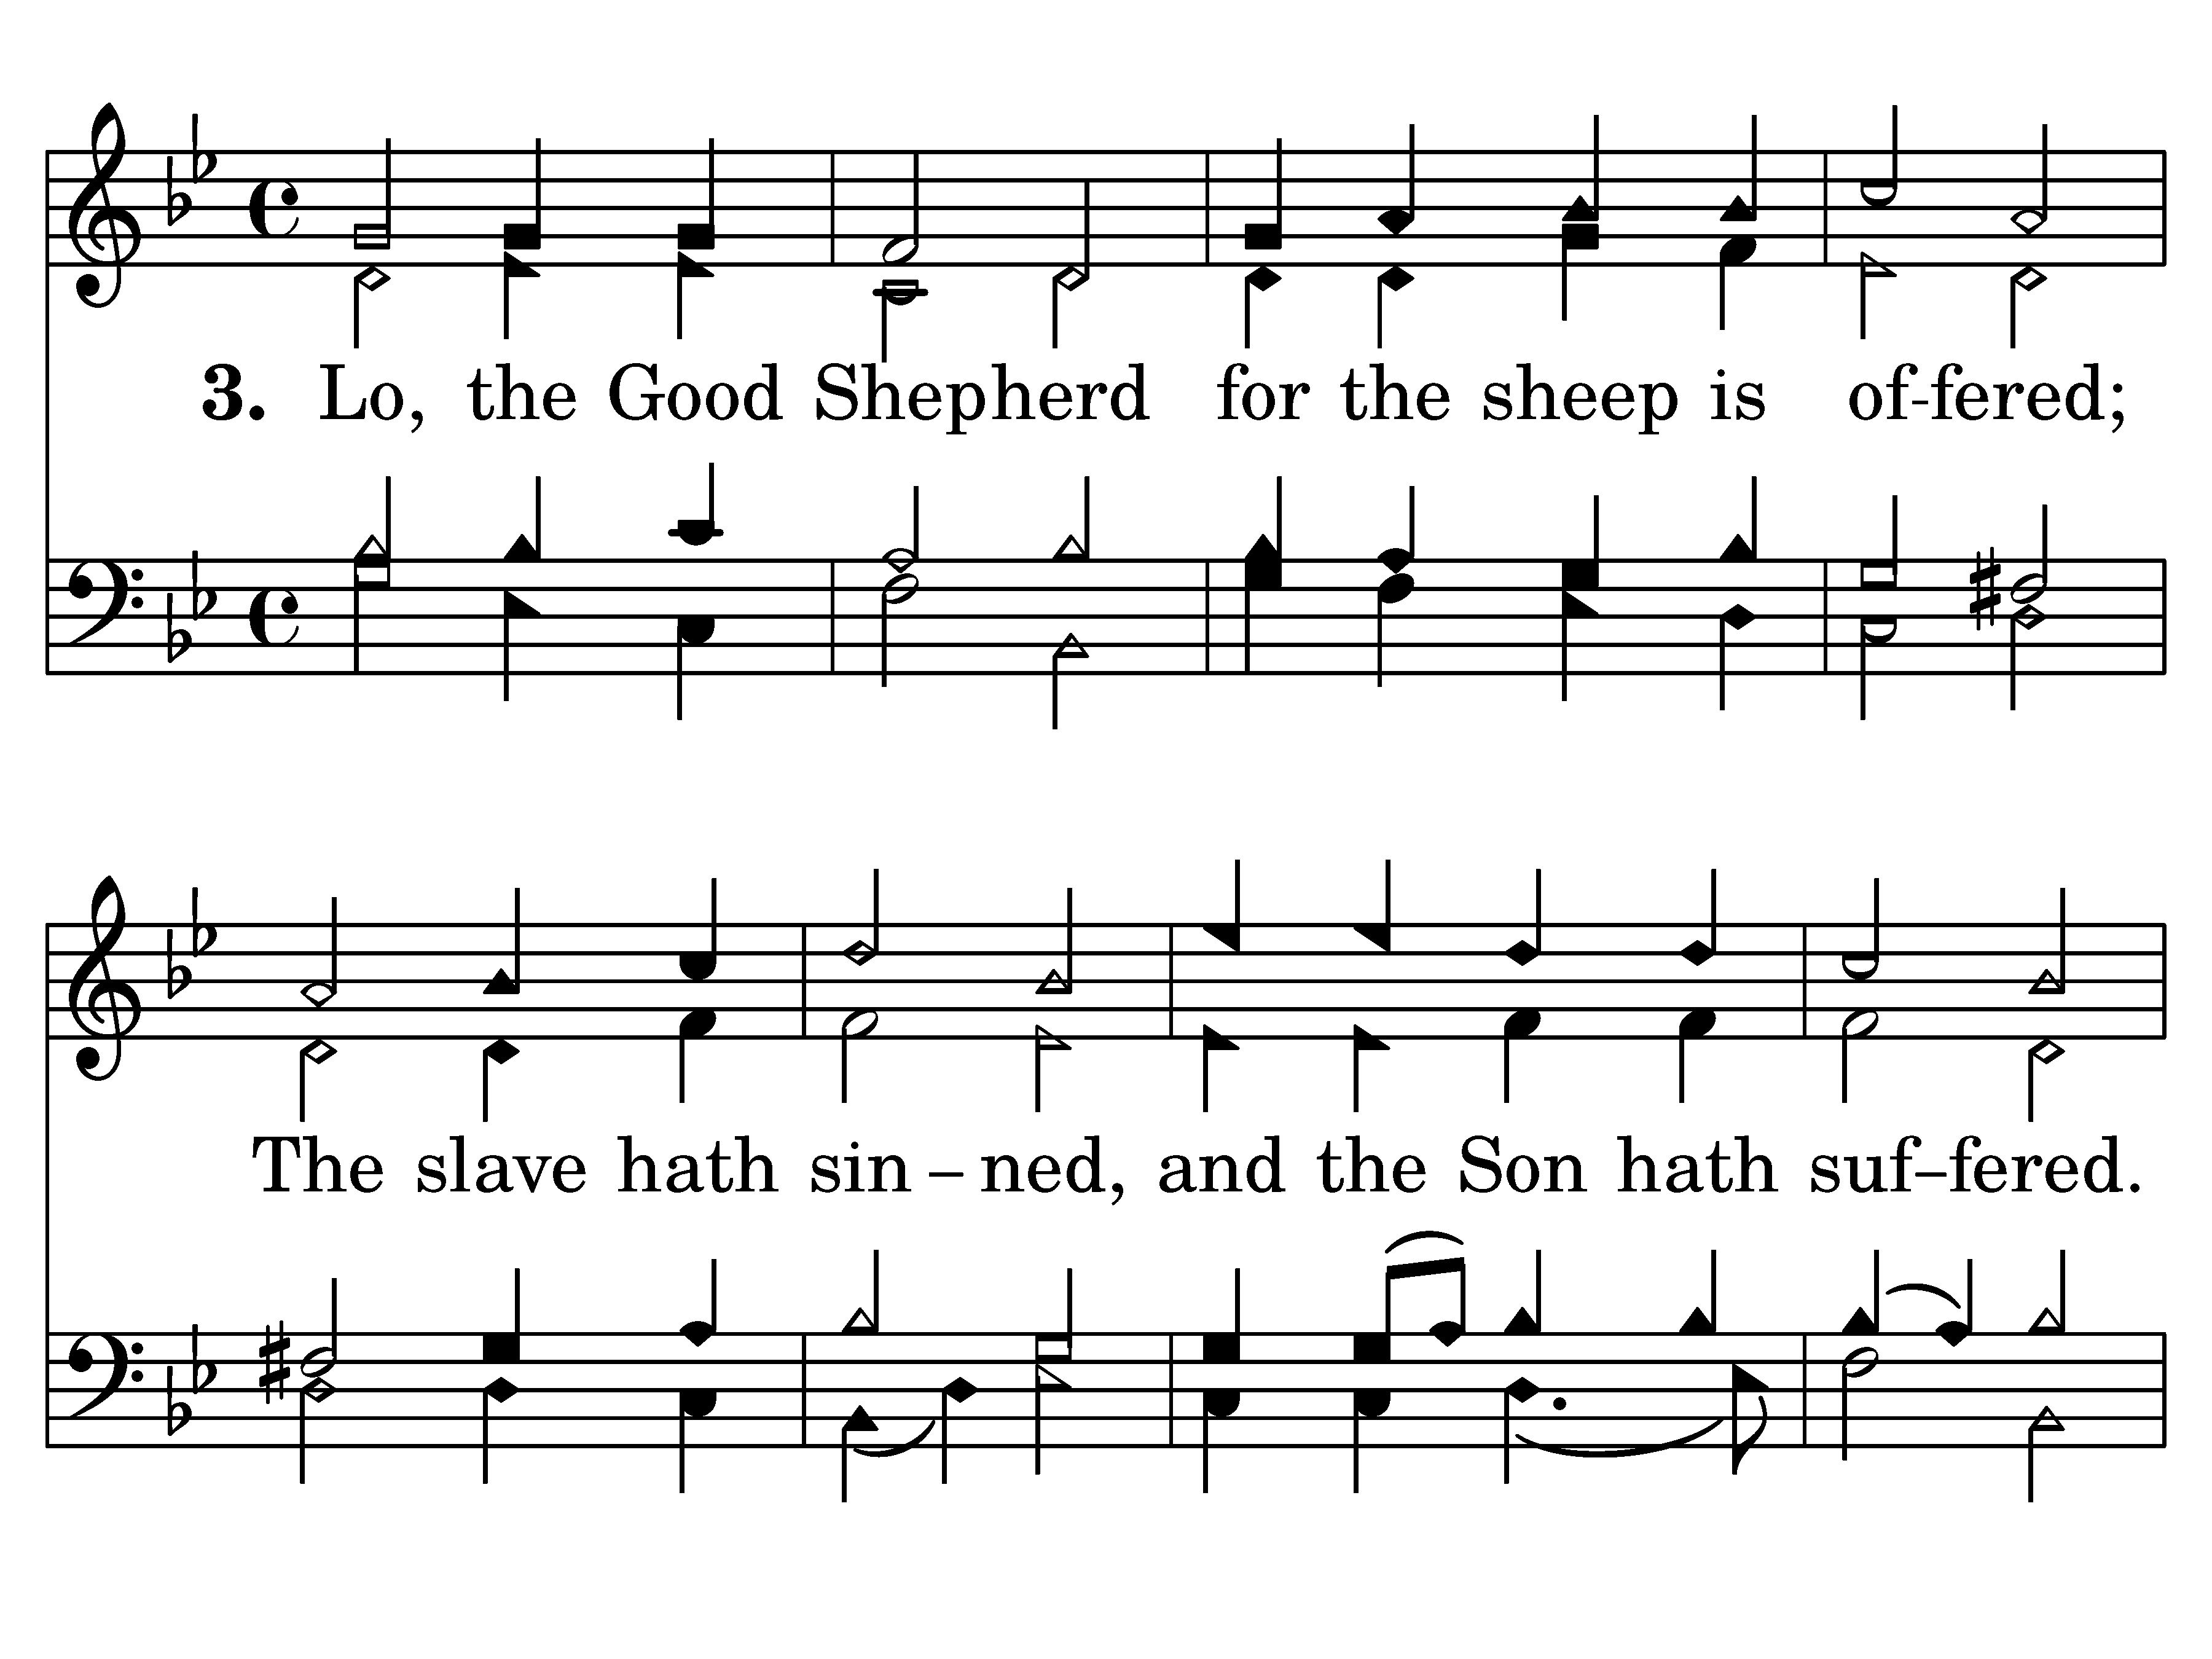 3. Lo, the Good Shepherd for the sheep is of-fered;
The slave hath sin – ned, and the Son hath suf–fered.